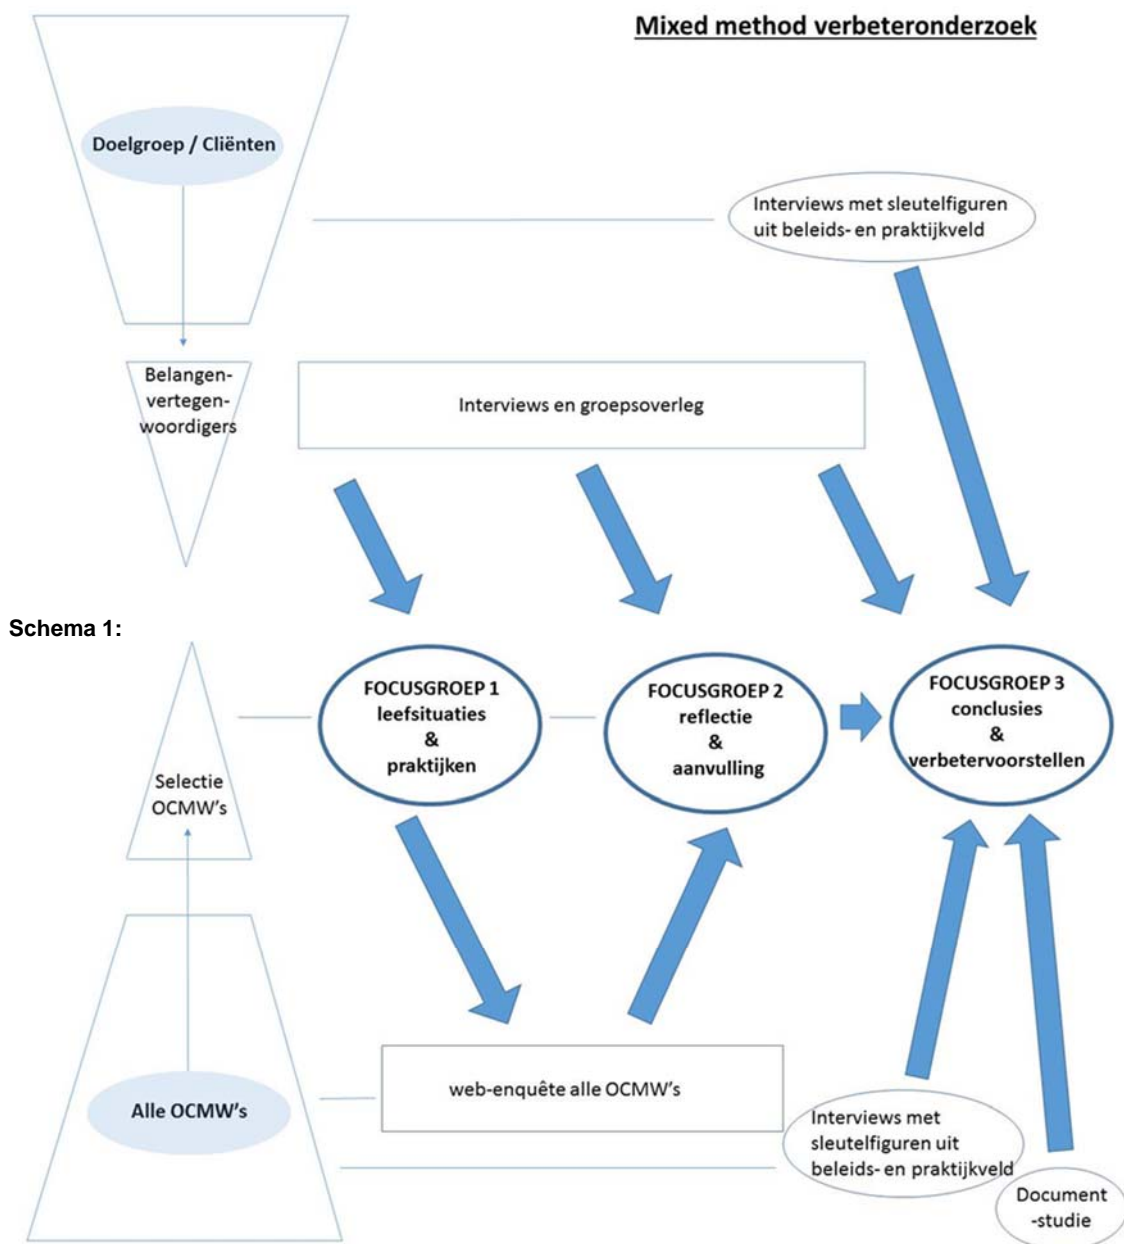 Mixed method verbeteronderzoek
Doelgroep / Cliënten
Interviews met sleutelfiguren
uit beleids- en praktijkveld
Belangen-
vertegen-
woordigers
Interviews en groepsoverleg
Schema 1:
FOCUSGROEP 1
leefsituaties
&
praktijken
FOCUSGROEP 2
reflectie
&
aanvulling
FOCUSGROEP 3
conclusies
&
verbetervoorstellen
Selectie
OCMW's
web-enquête alle OCMW's
Alle OCMW's
Interviews met
sleutelfiguren uit
beleids- en praktijkveld
Document
-studie